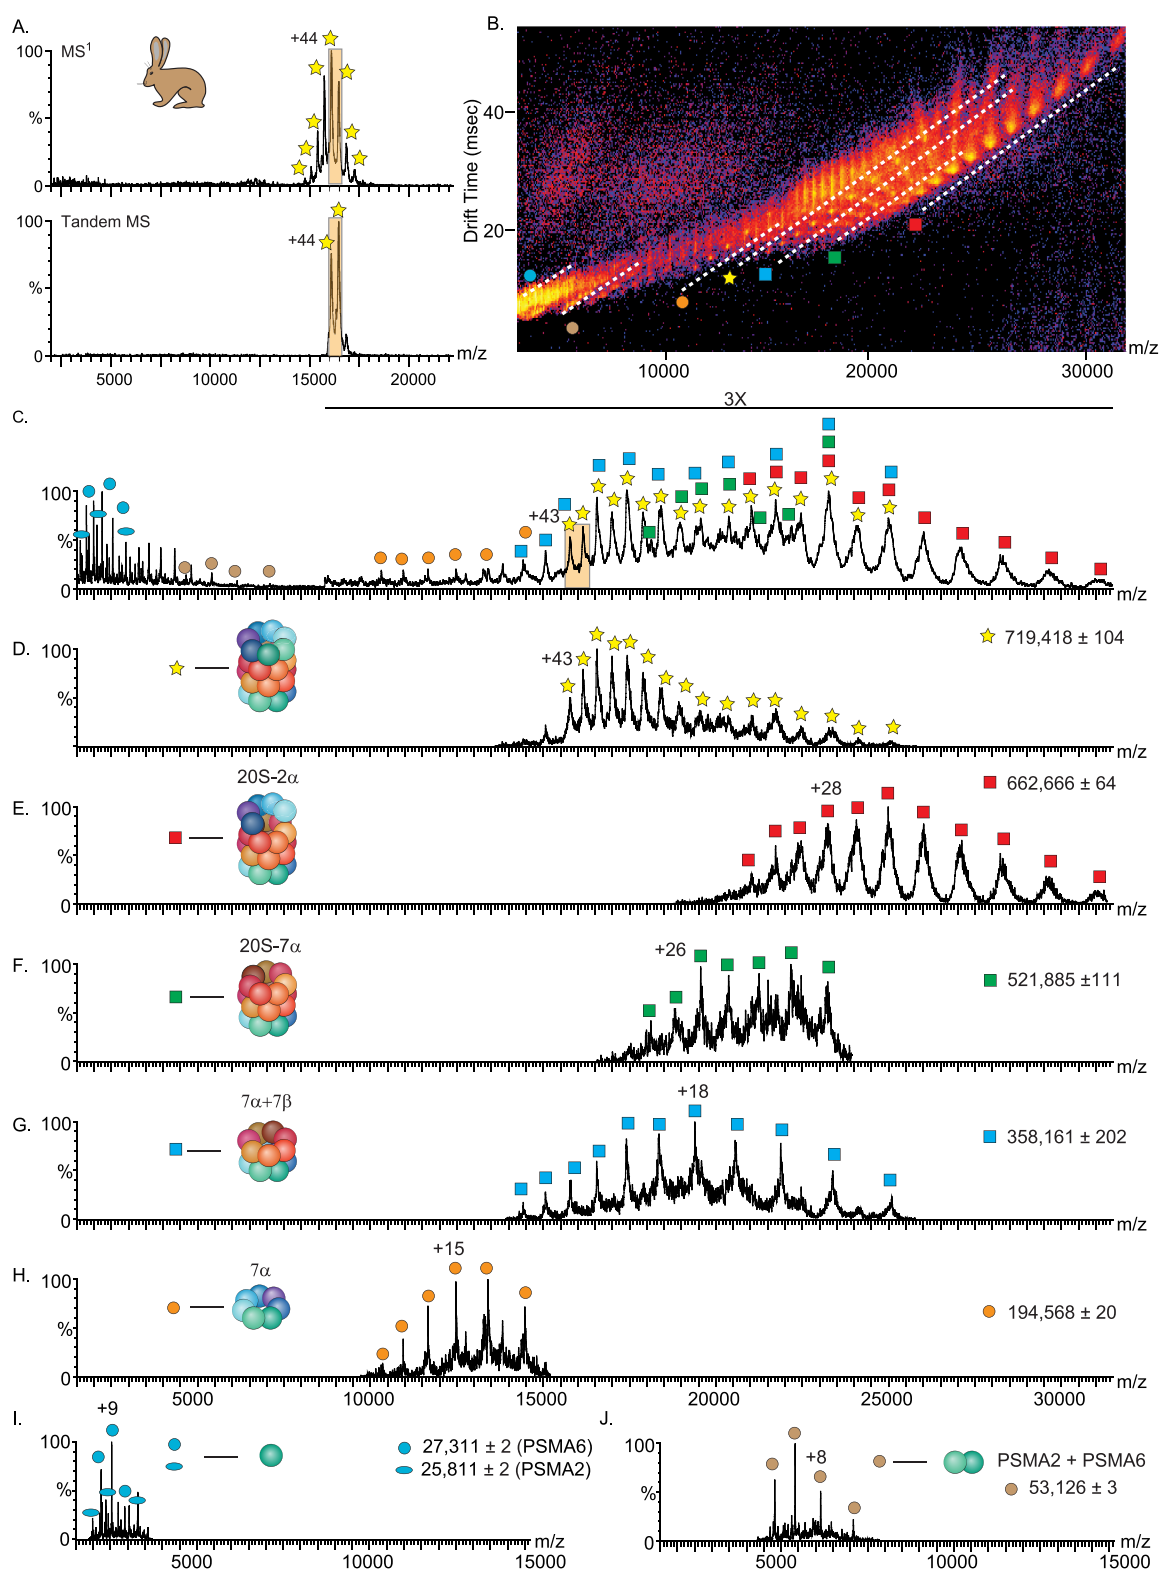 A.
MS¹
+44
100
%
0
Tandem MS
+44
100
%
0
m/z
5000
10000
15000
20000
B.
Drift Time (msec)
40
20
m/z
10000
20000
30000
3X
C.
100
%
0
+43
m/z
D.
100
%
0
+43
719,418 ± 104
m/z
20S-2α
E.
100
%
0
+28
662,666 ± 64
m/z
20S-7α
F.
100
%
0
+26
521,885 ±111
m/z
7α+7β
G.
100
%
0
+18
358,161 ± 202
m/z
7α
H.
100
%
0
+15
194,568 ± 20
m/z
5000
10000
15000
20000
25000
30000
I.
+9
100
%
0
27,311 ± 2 (PSMA6)
25,811 ± 2 (PSMA2)
m/z
5000
10000
15000
J.
100
%
0
+8
PSMA2 + PSMA6
53,126 ± 3
m/z
5000
10000
15000